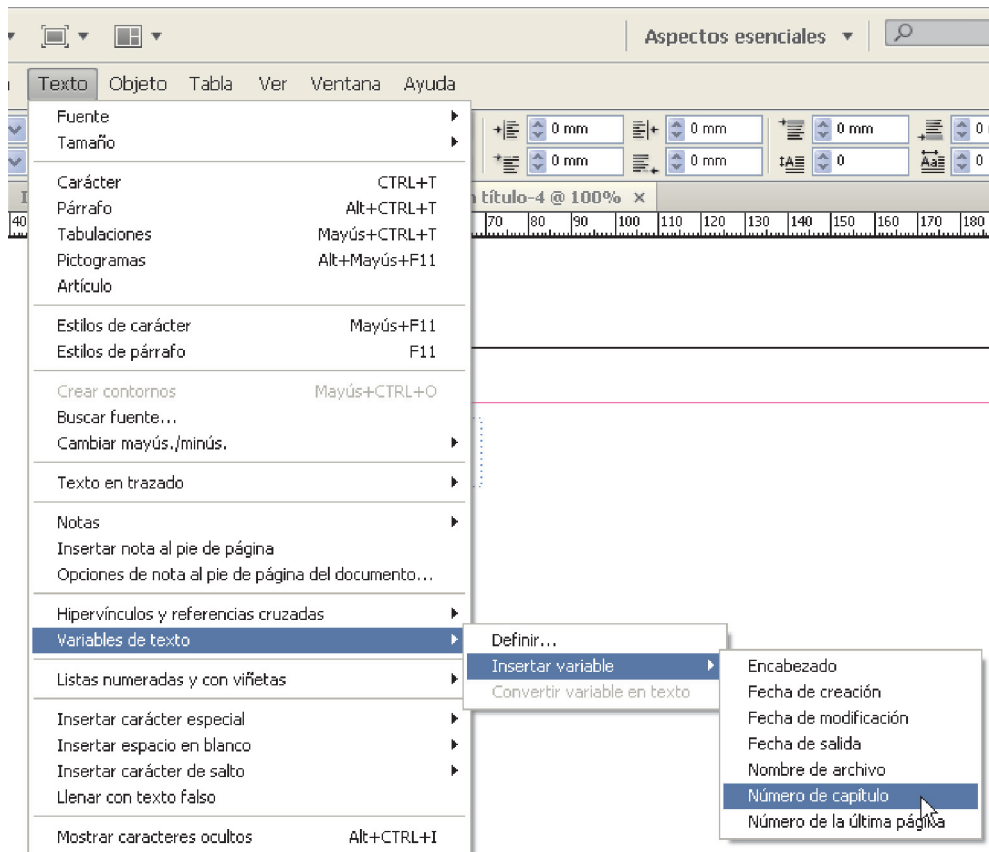 Aspectos esenciales
Texto Objeto Tabla Ver Ventana Ayuda
0 mm 0 mm 0 mm 0
0 mm 0 mm 0 0
título-4 @ 100% ×
40 70 80 90 100 110 120 130 140 150 160 170 180
Fuente
Tamaño
Carácter CTRL+T
Párrafo Alt+CTRL+T
Tabulaciones Mayús+CTRL+T
Pictogramas Alt+Mayús+F11
Artículo
Estilos de carácter Mayús+F11
Estilos de párrafo F11
Crear contornos Mayús+CTRL+O
Buscar fuente...
Cambiar mayús./minús.
Texto en trazado
Notas
Insertar nota al pie de página
Opciones de nota al pie de página del documento...
Hipervínculos y referencias cruzadas
Variables de texto
Listas numeradas y con viñetas
Insertar carácter especial
Insertar espacio en blanco
Insertar carácter de salto
Llenar con texto falso
Mostrar caracteres ocultos Alt+CTRL+I
Definir...
Insertar variable
Convertir variable en texto
Encabezado
Fecha de creación
Fecha de modificación
Fecha de salida
Nombre de archivo
Número de capítulo
Número de la última página